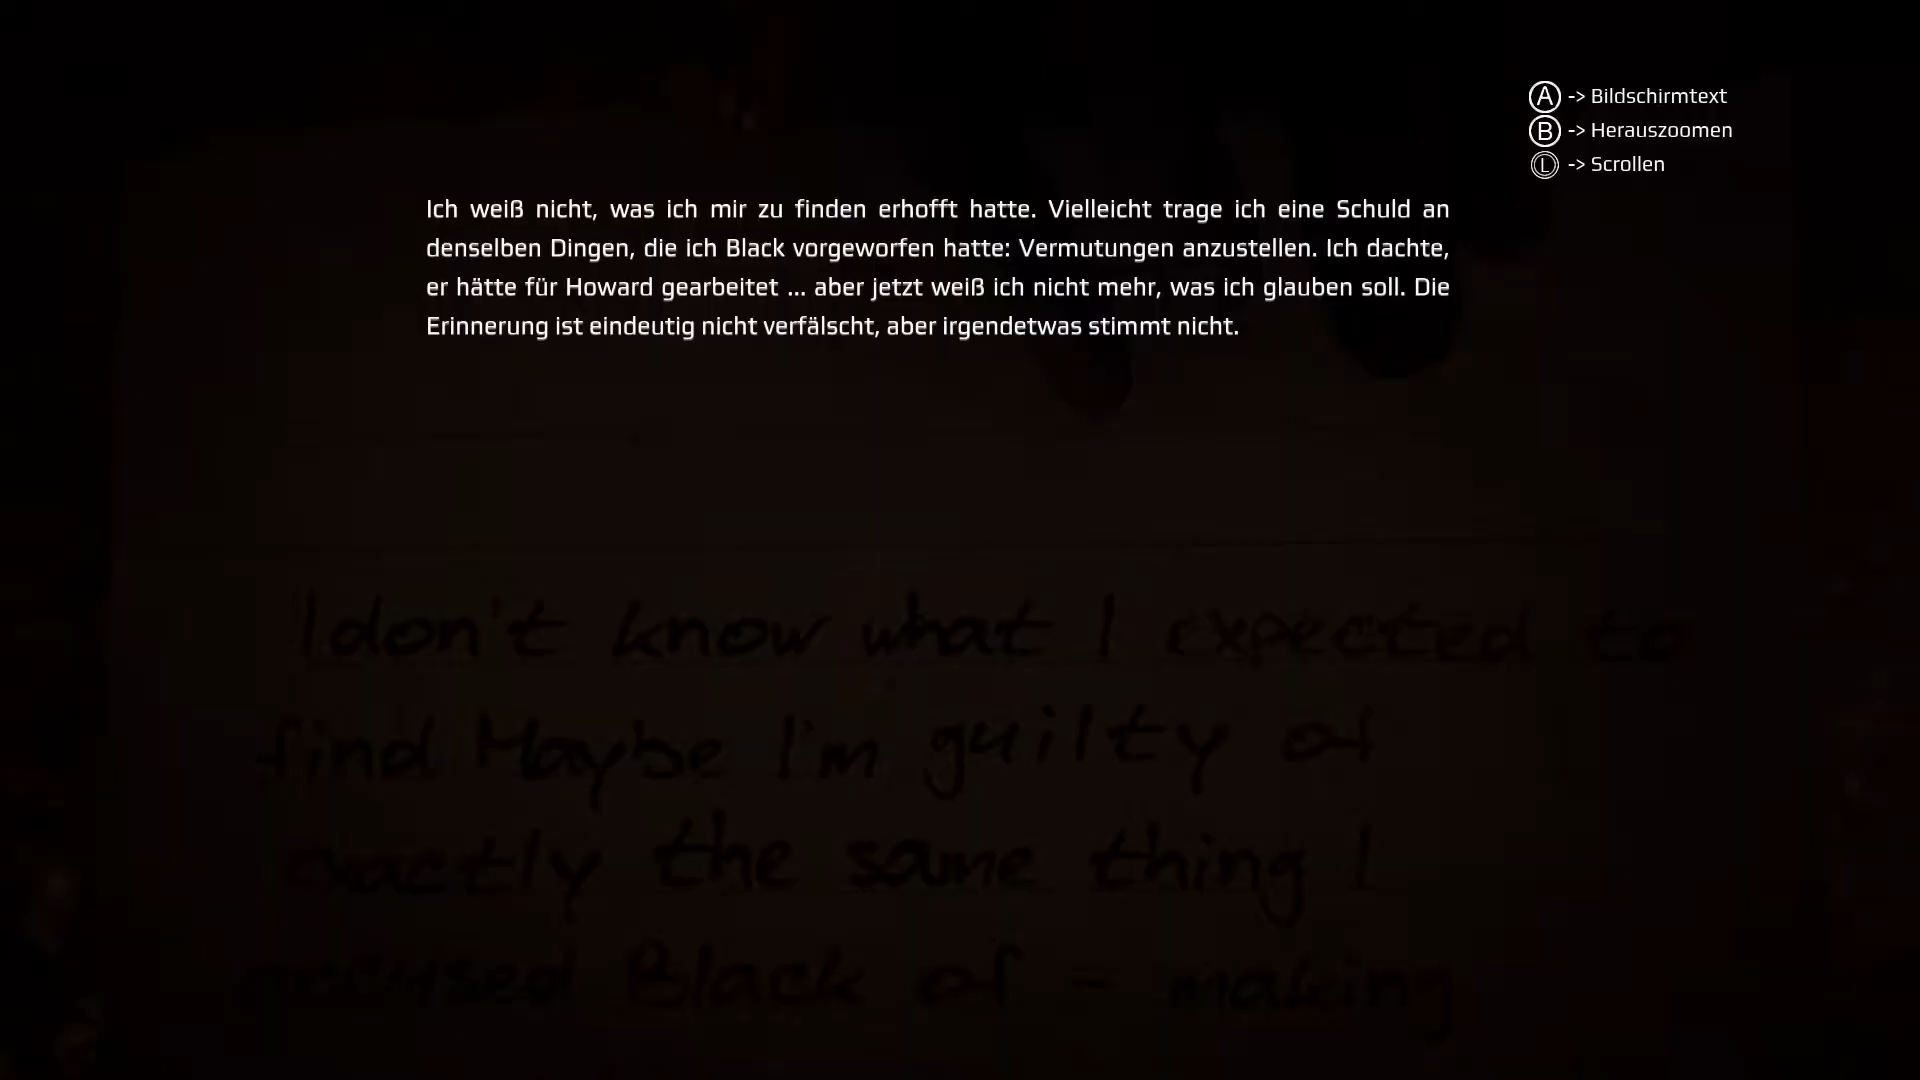 A -> Bildschirmtext
B -> Herauszoomen
L -> Scrollen
Ich weiß nicht, was ich mir zu finden erhofft hatte. Vielleicht trage ich eine Schuld an
denselben Dingen, die ich Black vorgeworfen hatte: Vermutungen anzustellen. Ich dachte,
er hätte für Howard gearbeitet ... aber jetzt weiß ich nicht mehr, was ich glauben soll. Die
Erinnerung ist eindeutig nicht verfälscht, aber irgendetwas stimmt nicht.
I don't know what I expected to
find Maybe I'm guilty of
exactly the same thing I
accused Black of - making